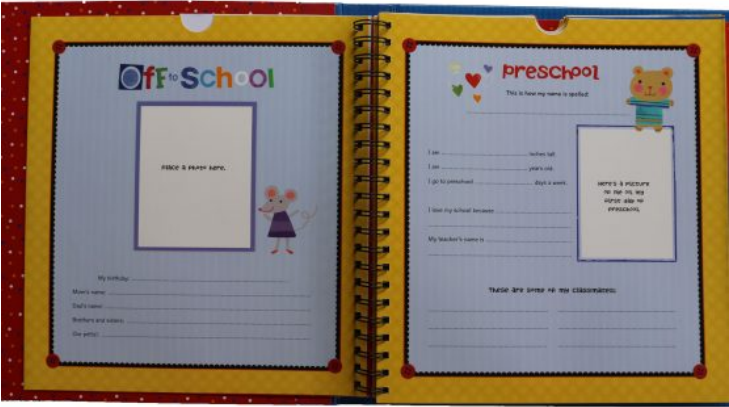 Off to School
Place a photo here.
My birthday:
Mom's name:
Dad's name:
Brothers and sisters:
Our pet(s):
preschool
This is how my name is spelled:
I am inches tall.
I am years old.
I go to preschool days a week.
I love my school because
My teacher's name is
Here's a picture
of me on my
first day of
preschool.
These are some of my classmates: